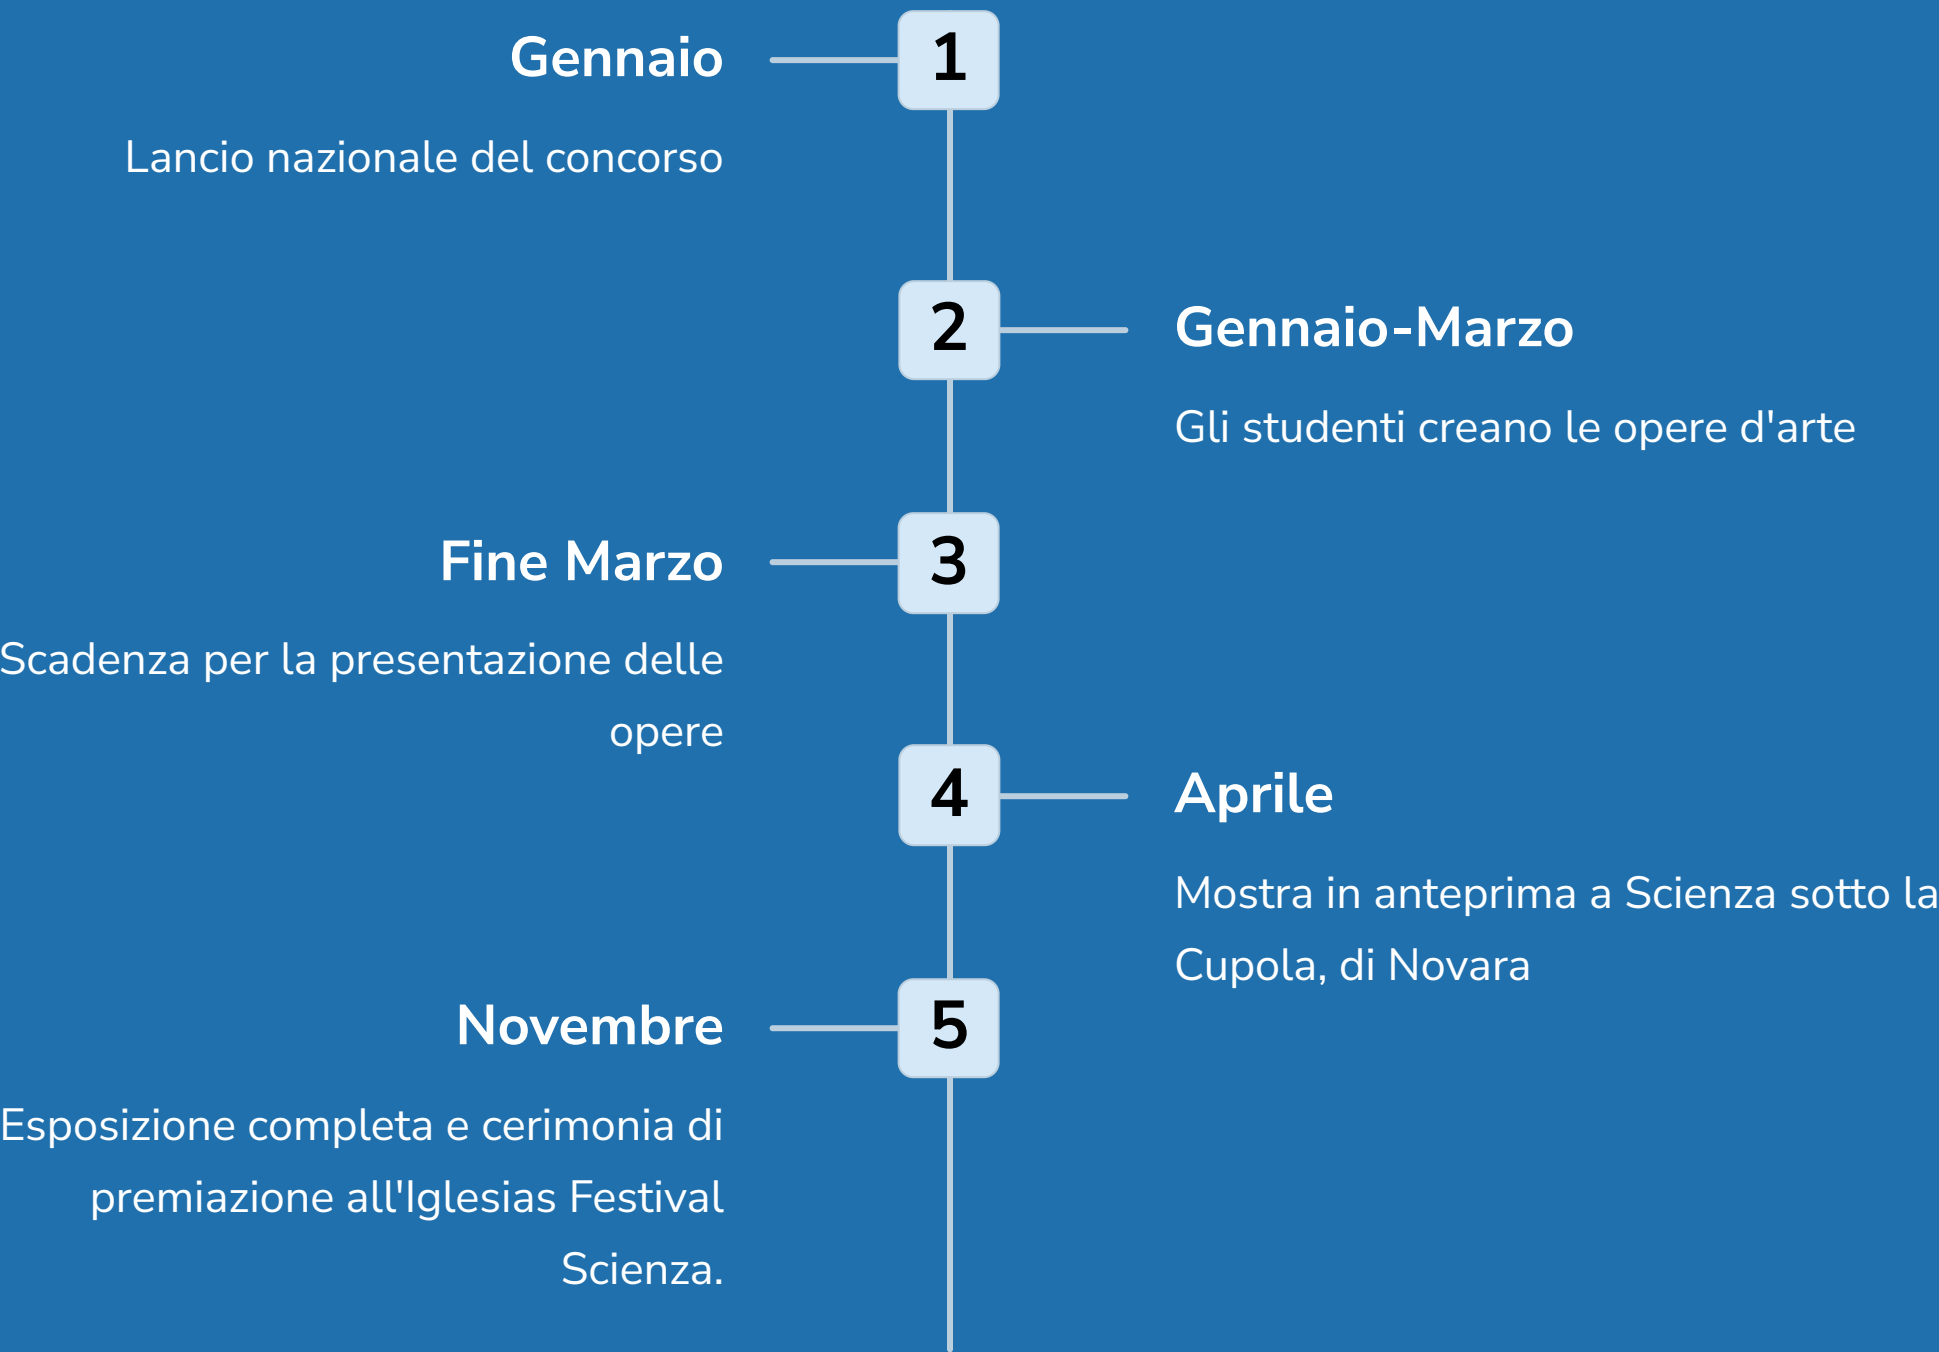 1
Gennaio
Lancio nazionale del concorso
2
Gennaio-Marzo
Gli studenti creano le opere d'arte
3
Fine Marzo
Scadenza per la presentazione delle
opere
4
Aprile
Mostra in anteprima a Scienza sotto la
Cupola, di Novara
5
Novembre
Esposizione completa e cerimonia di
premiazione all'Iglesias Festival
Scienza.